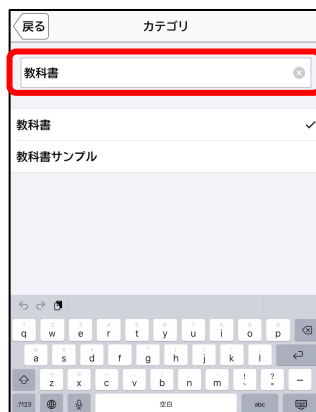 戻る
カテゴリ
教科書
教科書
教科書サンプル
q w e r t y u i o p
a s d f g h j k l
z x c v b n m ! ? -
, .
.?123 空白 abc